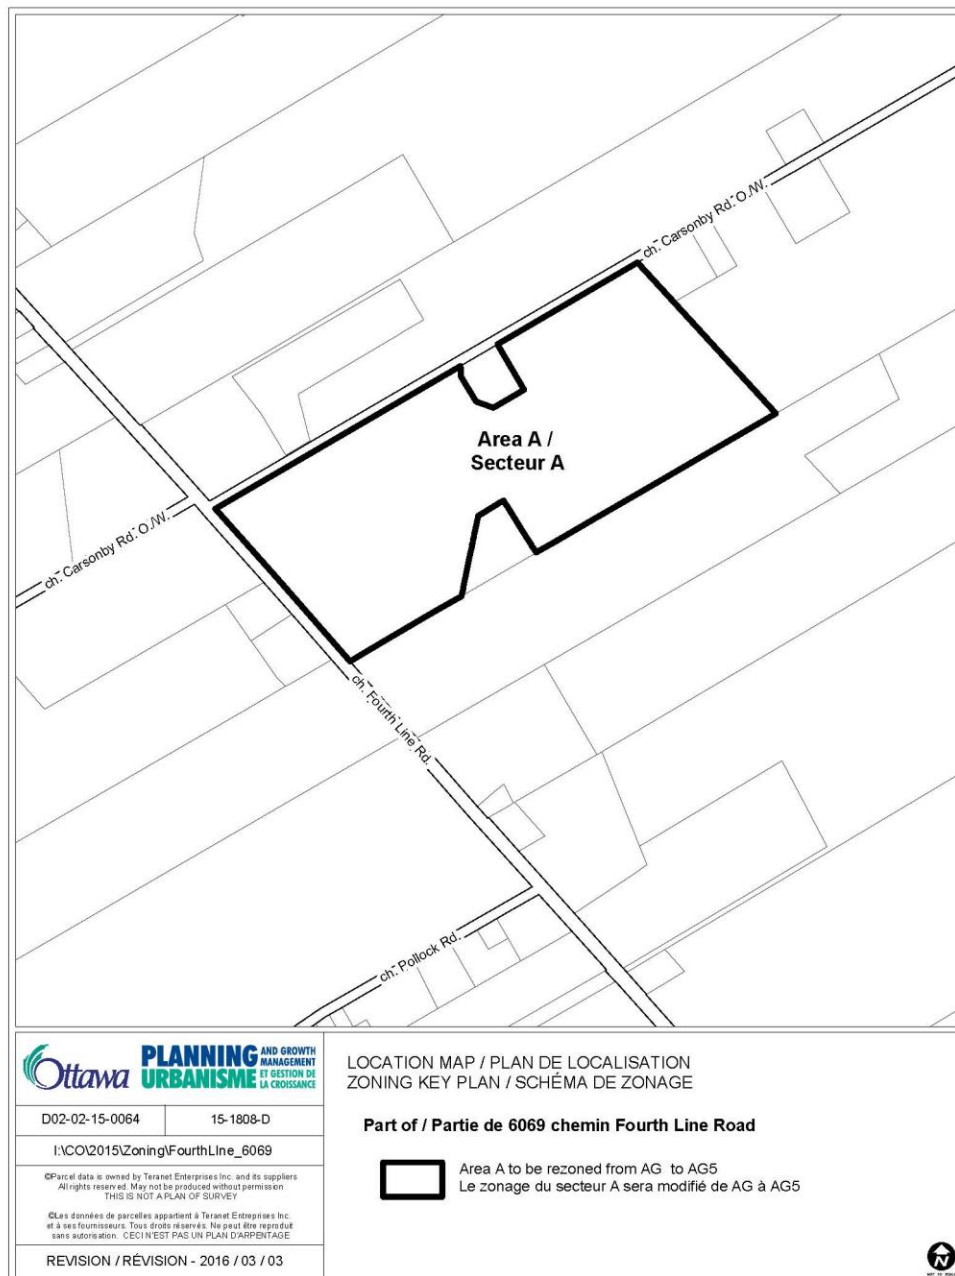 ch. Carsonby Rd. O./W.
Area A /
Secteur A
ch. Carsonby Rd. O./W.
ch. Fourth Line Rd.
ch. Pollock Rd.
Ottawa
PLANNING AND GROWTH MANAGEMENT
URBANISME ET GESTION DE LA CROISSANCE
D02-02-15-0064
15-1808-D
I:\CO\2015\Zoning\FourthLIne_6069
©Parcel data is owned by Teranet Enterprises Inc. and its suppliers
All rights reserved. May not be produced without permission
THIS IS NOT A PLAN OF SURVEY
©Les données de parcelles appartient à Teranet Entreprises Inc.
et à ses fournisseurs. Tous droits réservés. Ne peut être reproduit
sans autorisation. CECI N'EST PAS UN PLAN D'ARPENTAGE
REVISION / RÉVISION - 2016 / 03 / 03
LOCATION MAP / PLAN DE LOCALISATION
ZONING KEY PLAN / SCHÉMA DE ZONAGE
Part of / Partie de 6069 chemin Fourth Line Road
Area A to be rezoned from AG to AG5
Le zonage du secteur A sera modifié de AG à AG5
N